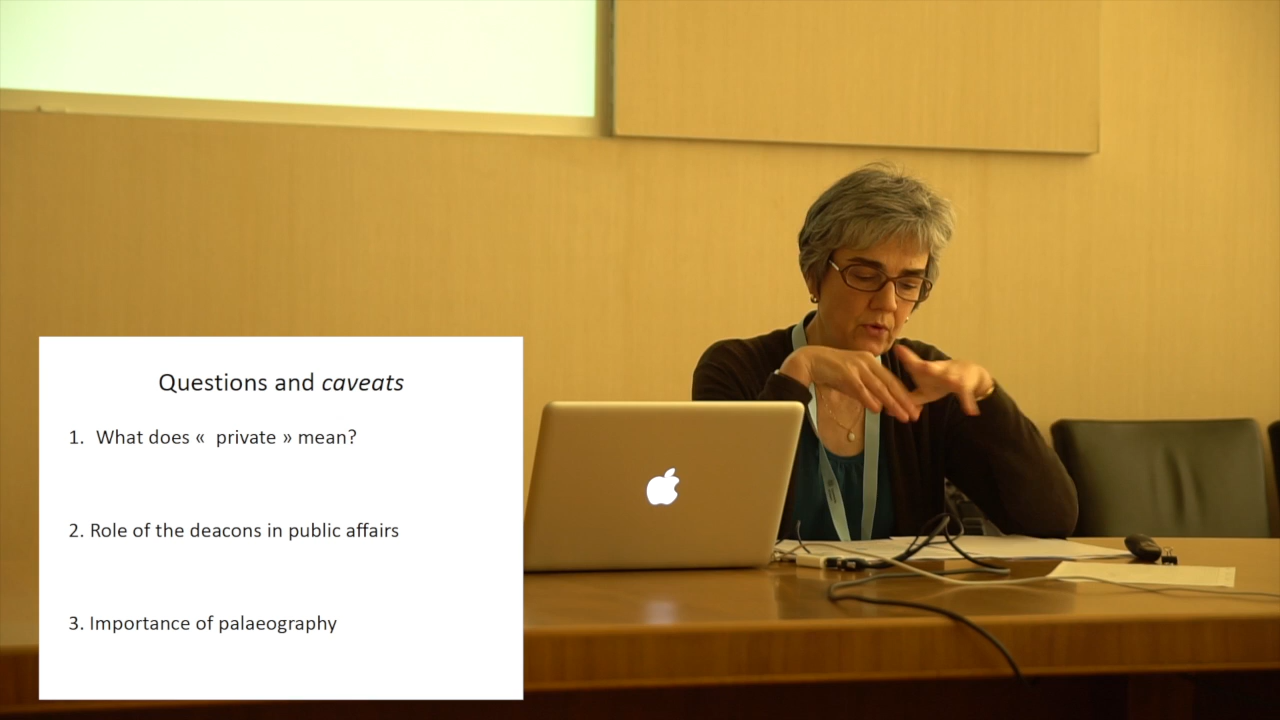 Questions and caveats
1. What does «  private » mean?
2. Role of the deacons in public affairs
3. Importance of palaeography